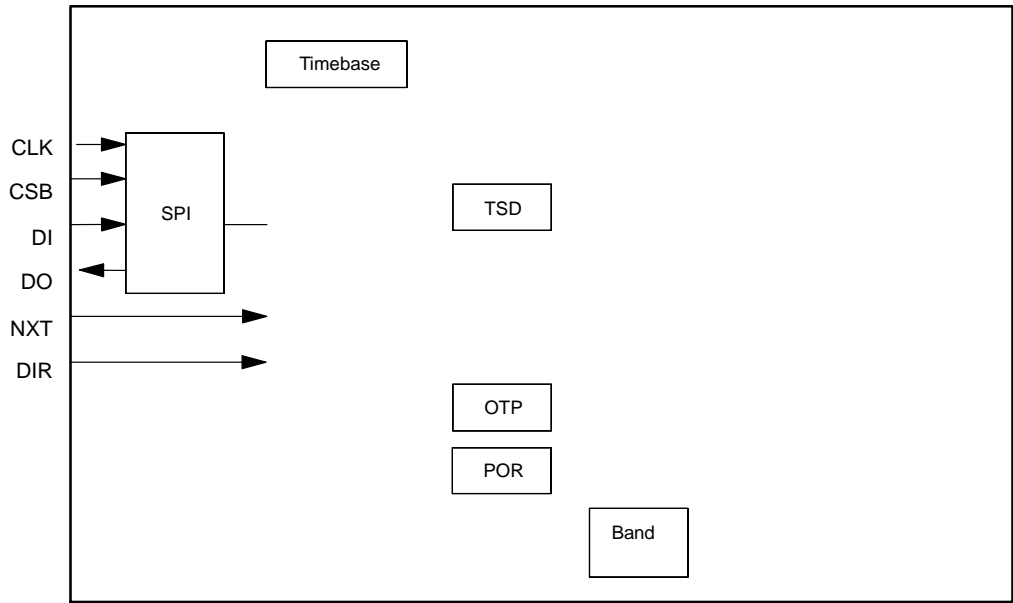 Timebase
CLK
CSB
SPI
TSD
DI
DO
NXT
DIR
OTP
POR
Band